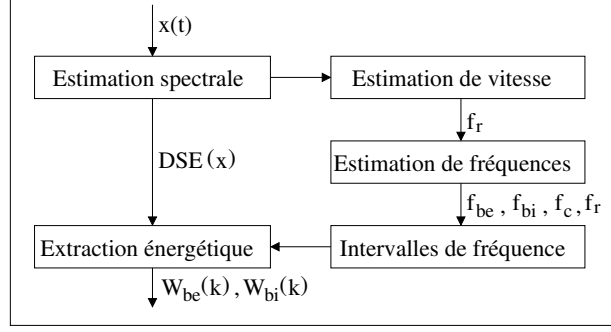 x(t)
Estimation spectrale
Estimation de vitesse
f_r
DSE (x)
Estimation de fréquences
f_be , f_bi , f_c , f_r
Extraction énergétique
Intervalles de fréquence
W_be(k) , W_bi(k)